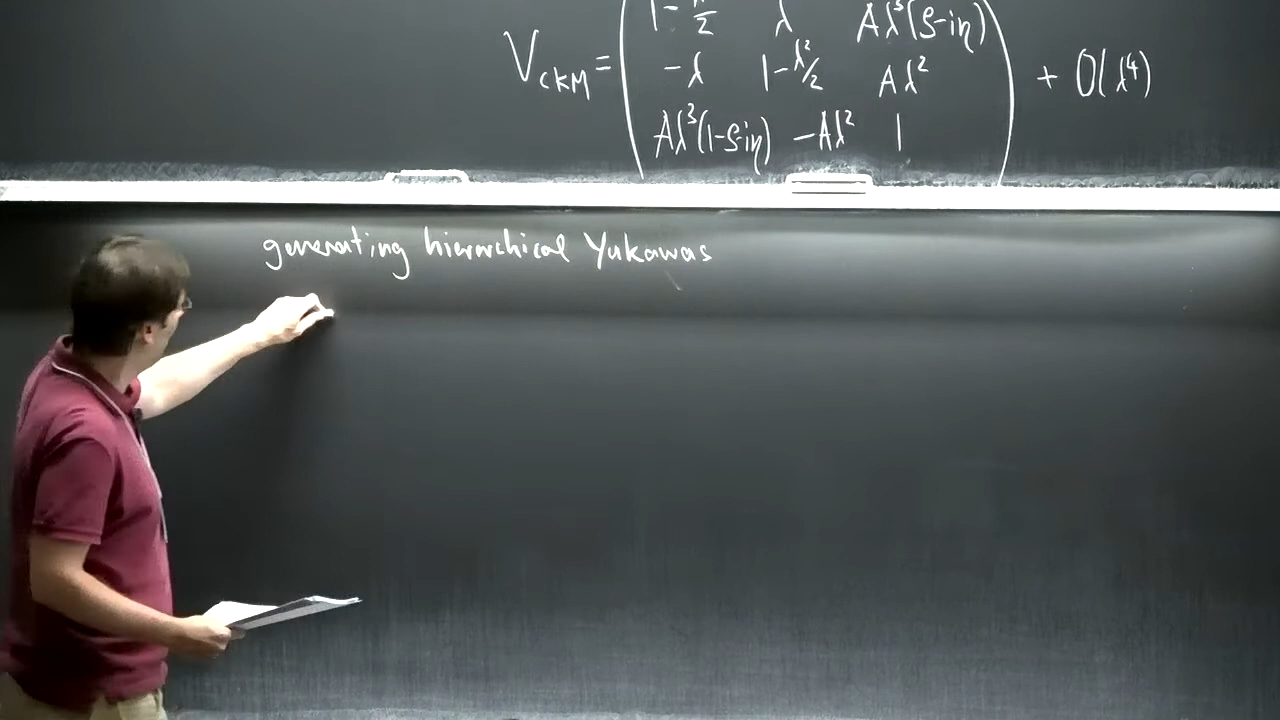 1-λ²/2 λ Aλ³(ρ-iη)
V_CKM = -λ 1-λ²/2 Aλ² + O(λ⁴)
Aλ³(1-ρ-iη) -Aλ² 1
generating hierarchical Yukawas